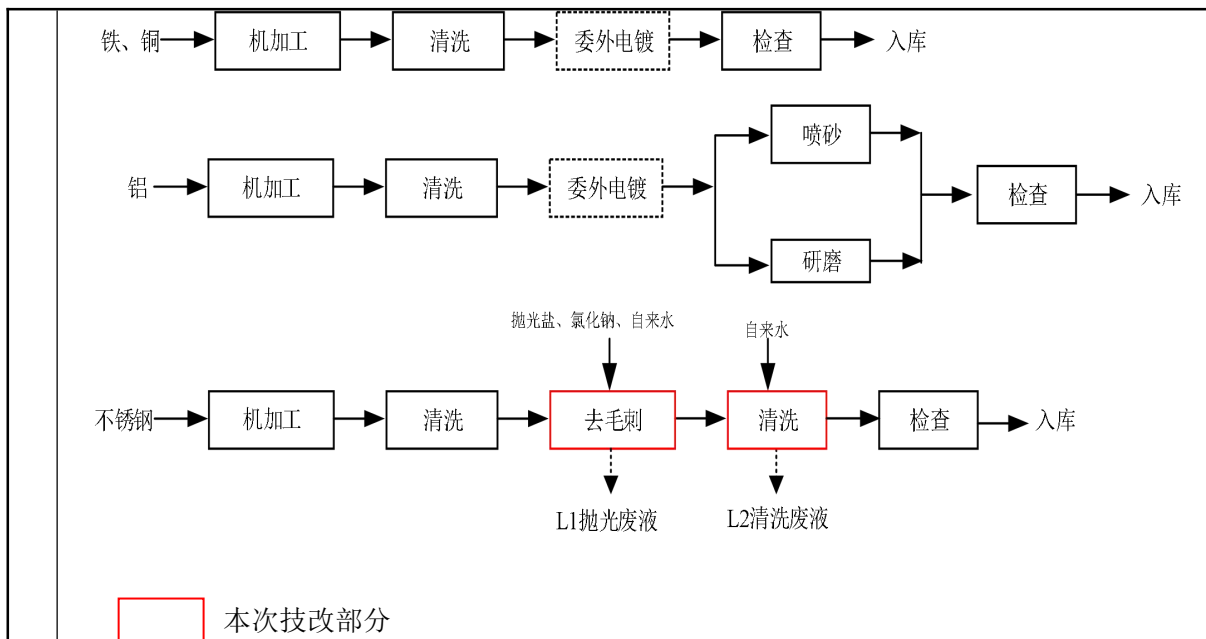 铁、铜 机加工 清洗 委外电镀 检查 入库
喷砂
铝 机加工 清洗 委外电镀 检查 入库
研磨
抛光盐、氯化钠、自来水 自来水
不锈钢 机加工 清洗 去毛刺 清洗 检查 入库
L1抛光废液 L2清洗废液
本次技改部分